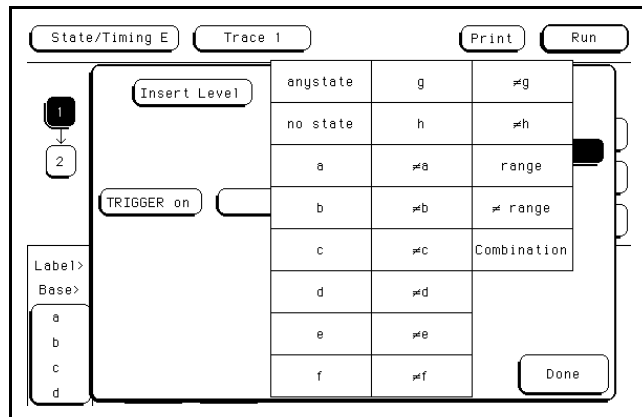 State/Timing E Trace 1 Print Run
1
2
Insert Level
TRIGGER on
anystate g ≠g
no state h ≠h
a ≠a range
b ≠b ≠ range
c ≠c Combination
d ≠d
e ≠e
f ≠f
Label>
Base>
a
b
c
d
Done